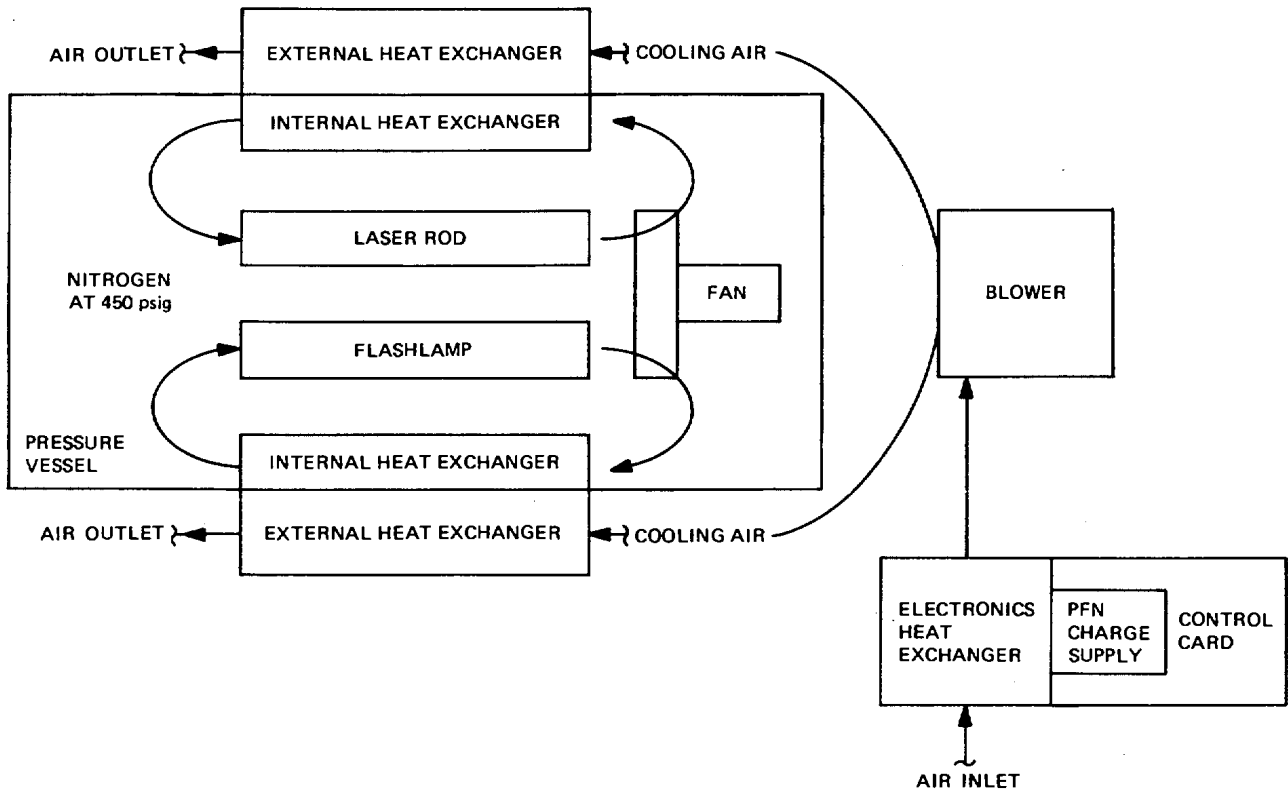 AIR OUTLET
EXTERNAL HEAT EXCHANGER
COOLING AIR
INTERNAL HEAT EXCHANGER
LASER ROD
NITROGEN
AT 450 psig
FAN
BLOWER
FLASHLAMP
PRESSURE
VESSEL
INTERNAL HEAT EXCHANGER
AIR OUTLET
EXTERNAL HEAT EXCHANGER
COOLING AIR
ELECTRONICS
HEAT
EXCHANGER
PFN
CHARGE
SUPPLY
CONTROL
CARD
AIR INLET